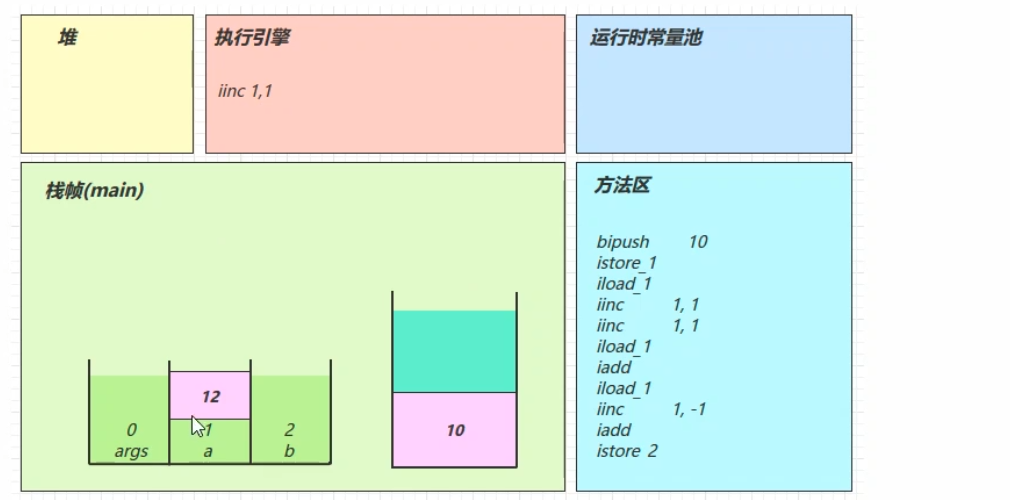 堆
执行引擎
iinc 1,1
运行时常量池
栈帧(main)
12
0
1
2
args
a
b
10
方法区
bipush 10
istore_1
iload_1
iinc 1, 1
iinc 1, 1
iload_1
iadd
iload_1
iinc 1, -1
iadd
istore 2